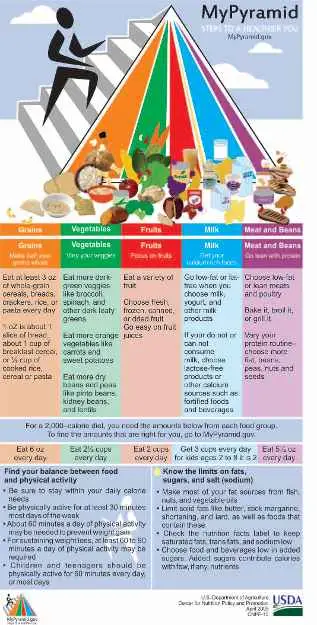 MyPyramid
STEPS TO A HEALTHIER YOU
MyPyramid.gov
Grains
Vegetables
Fruits
Milk
Meat and Beans
Grains
Make half your
grains whole
Vegetables
Vary your veggies
Fruits
Focus on fruits
Milk
Get your
calcium-rich foods
Meat and Beans
Go lean with protein
Eat at least 3 oz
of whole-grain
cereals, breads,
crackers, rice, or
pasta every day
1 oz is about 1
slice of bread,
about 1 cup of
breakfast cereal,
or ½ cup of
cooked rice,
cereal or pasta
Eat more dark-
green veggies
like broccoli,
spinach, and
other dark leafy
greens
Eat more orange
vegetables like
carrots and
sweet potatoes
Eat more dry
beans and peas
like pinto beans,
kidney beans,
and lentils
Eat a variety of
fruit
Choose fresh,
frozen, canned,
or dried fruit
Go easy on fruit
juices
Go low-fat or fat-
free when you
choose milk,
yogurt, and
other milk
products
If your do not or
can not
consume
milk, choose
lactose-free
products or
other calcium
sources such as
fortified foods
and beverages
Choose low-fat
or lean meats
and poultry
Bake it, broil it,
or grill it
Vary your
protein routine–
choose more
fist, beans,
peas, nuts and
seeds
For a 2,000–calorie diet, you need the amounts below from each food group.
To find the amounts that are right for you, go to MyPyramid.gov.
Eat 6 oz
every day
Eat 2½ cups
every day
Eat 2 cups
every day
Get 3 cups every day
for kids ages 2 to 8 it's 2
Eat 5½ oz
every day
Find your balance between food
and physical activity
• Be sure to stay within your daily calorie
needs
• Be physically active for at least 30 minutes
most days of the week
• About 60 minutes a day of physical activity
may be needed to prevent weight gain
• For sustaining weight loss, at least 60 to 90
minutes a day of physical activity may be
required
• Children and teenagers should be
physically active for 60 minutes every day,
or most days
Know the limits on fats,
sugars, and salt (sodium)
• Make most of your fat sources from fish,
nuts, and vegetable oils
• Limit solid fats like butter, stick margarine,
shortening, and lard, as well as foods that
contain these
• Check the nutrition facts label to keep
saturated fats, trans fats, and sodium low
• Choose food and beverages low in added
sugars. Added sugars contribute calories
with few, if any, nutrients
MyPyramid.gov
U.S. Department of Agriculture
Center for Nutrition Policy and Promotion
April 2005
CNPP-15
USDA